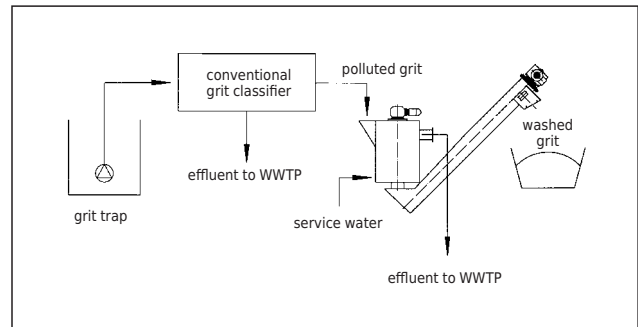 conventional
grit classifier
polluted grit
washed
grit
effluent to WWTP
grit trap
service water
effluent to WWTP